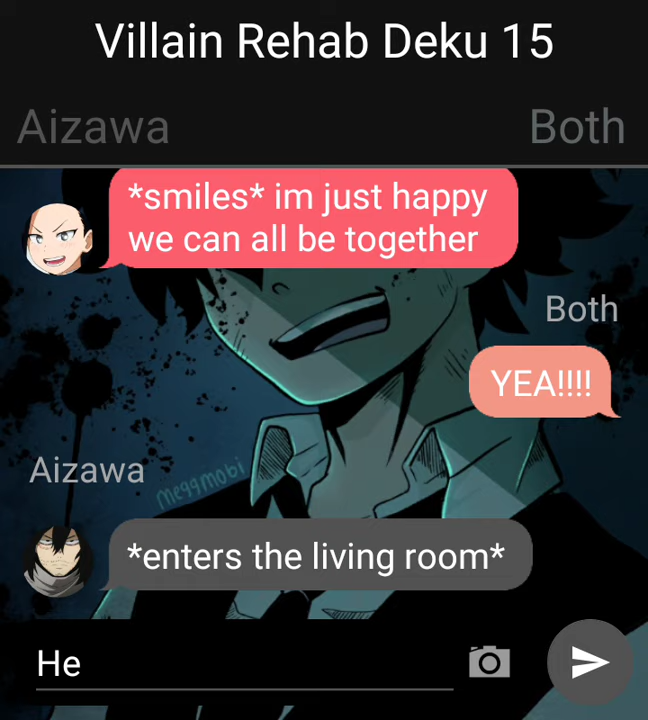 Villain Rehab Deku 15
Aizawa Both
*smiles* im just happy
we can all be together
Both
YEA!!!!
Aizawa
meggmobi
*enters the living room*
He